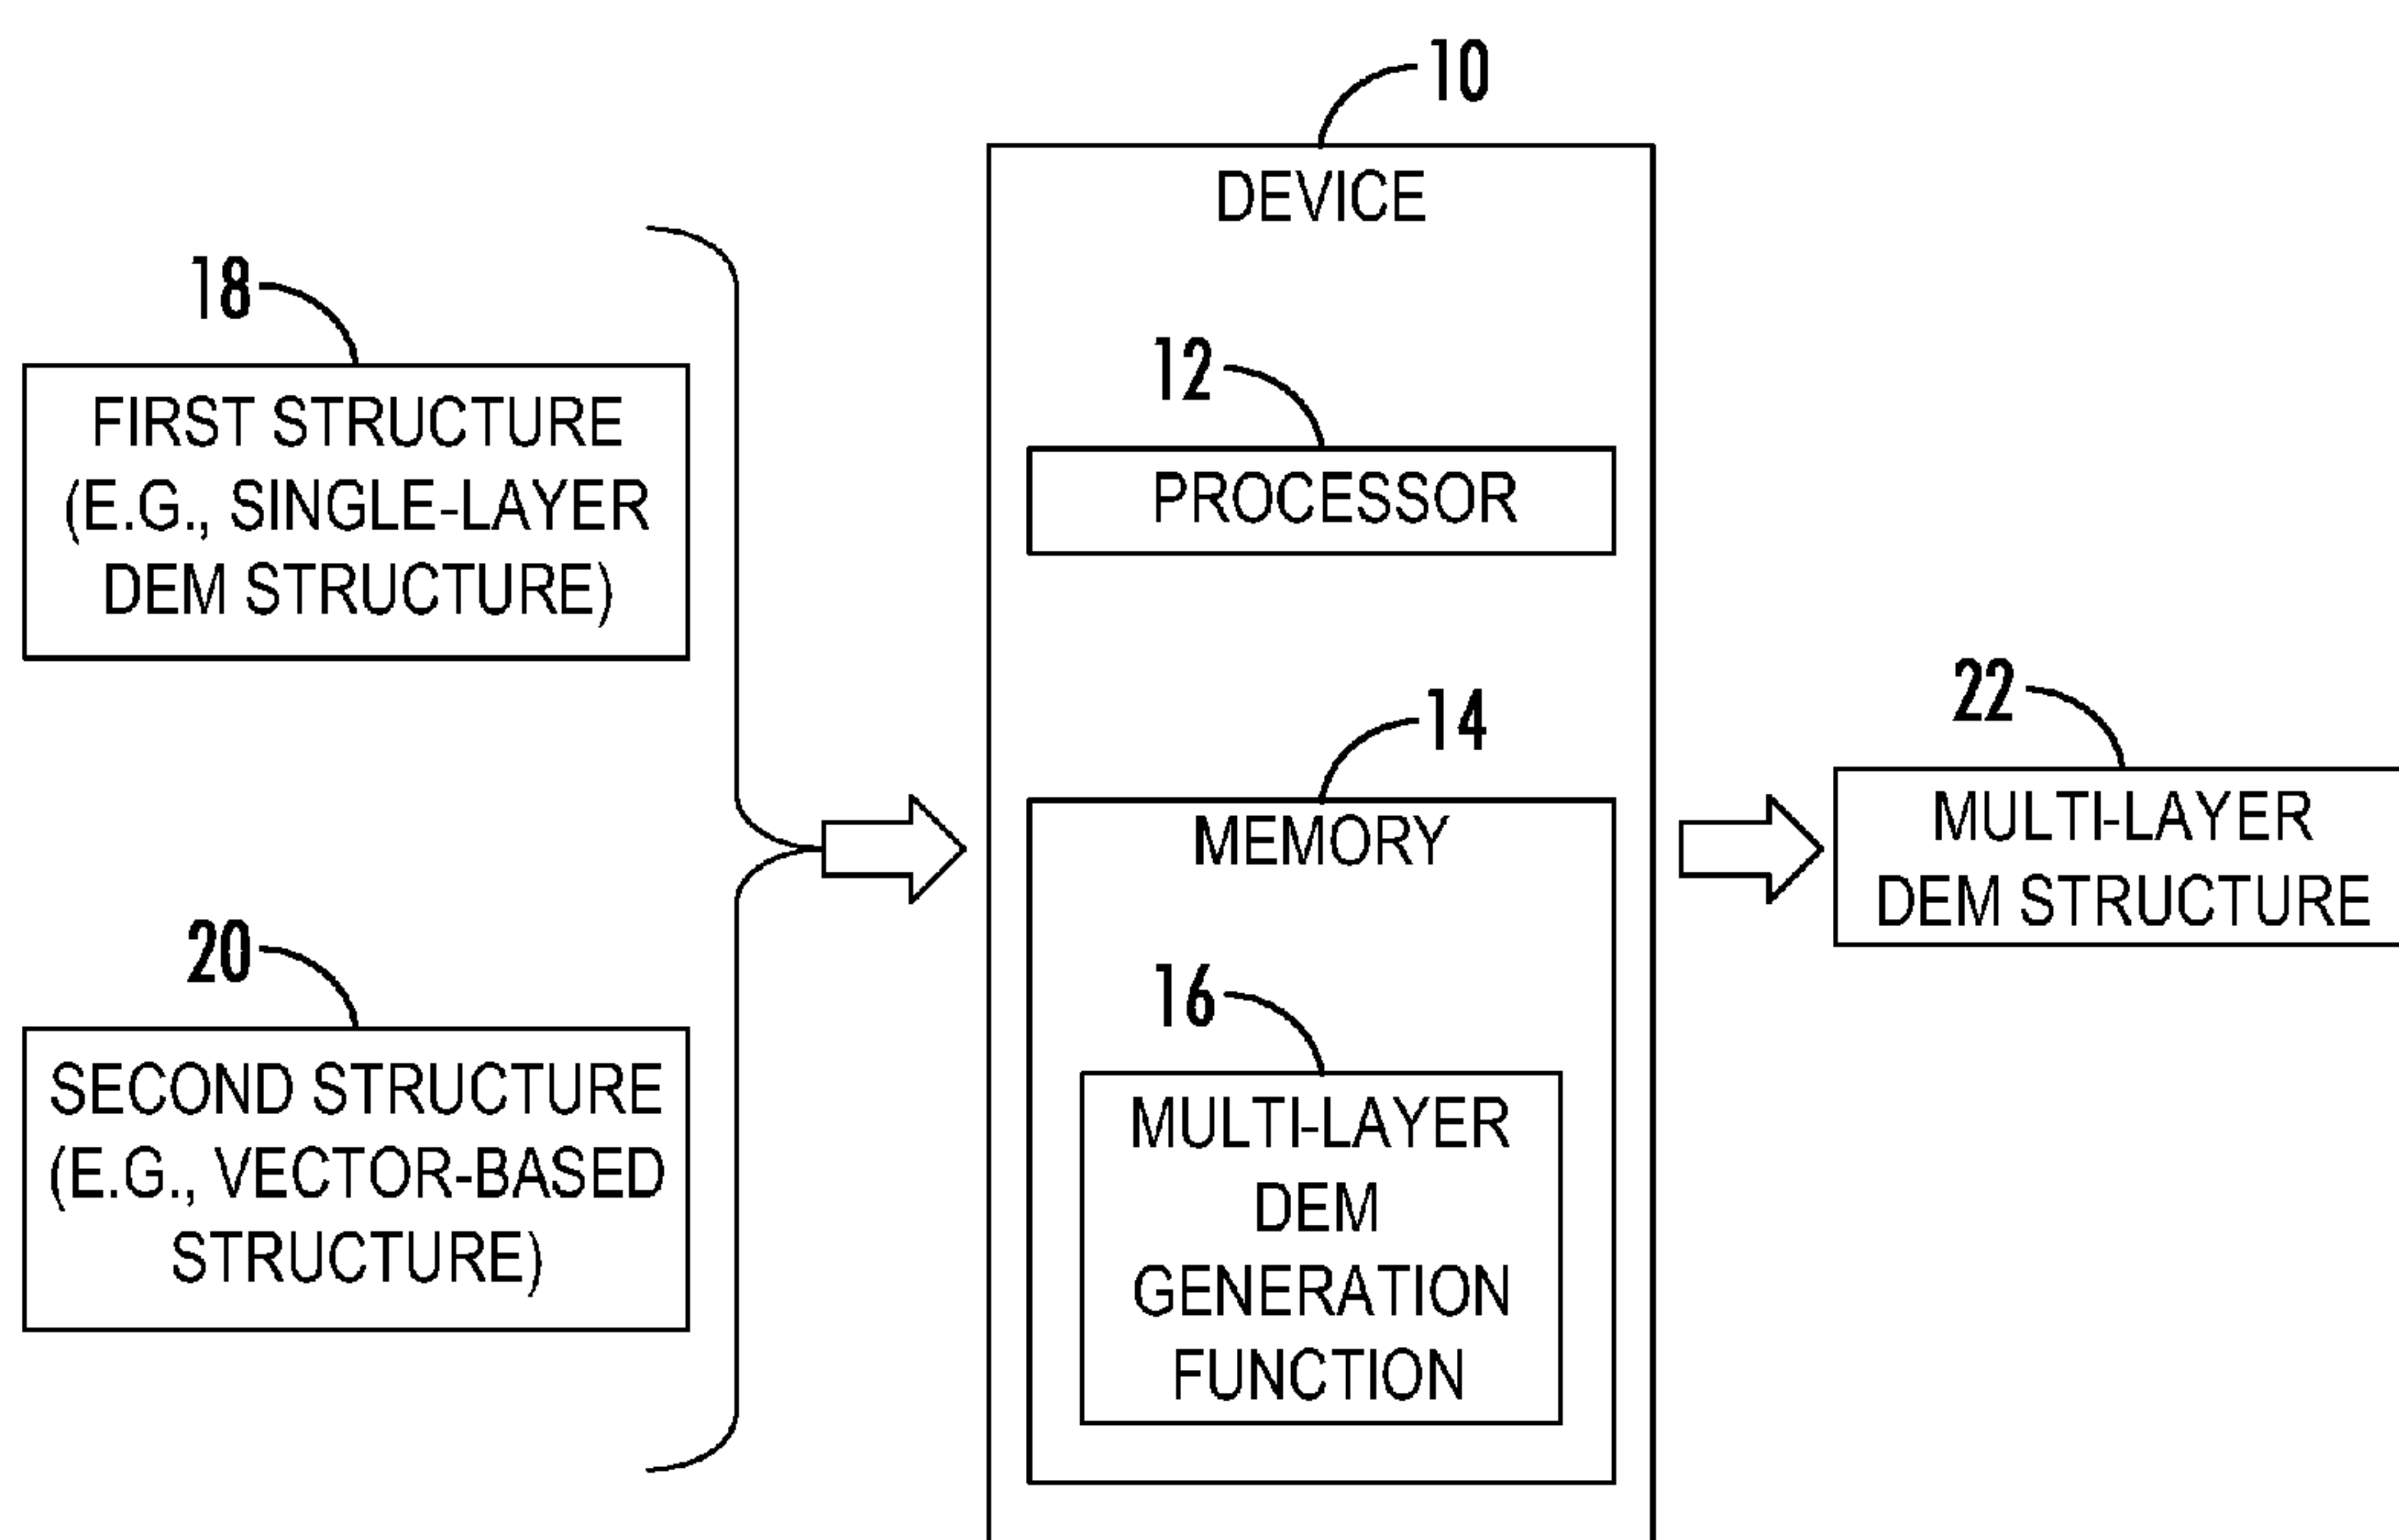 18
FIRST STRUCTURE
(E.G., SINGLE-LAYER
DEM STRUCTURE)
20
SECOND STRUCTURE
(E.G., VECTOR-BASED
STRUCTURE)
10
DEVICE
12
PROCESSOR
14
MEMORY
16
MULTI-LAYER
DEM
GENERATION
FUNCTION
22
MULTI-LAYER
DEM STRUCTURE